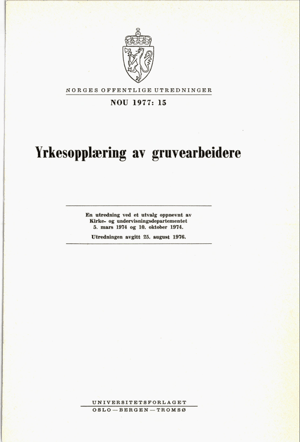 NORGES OFFENTLIGE UTREDNINGER
NOU 1977: 15
Yrkesopplæring av gruvearbeidere
En utredning ved et utvalg oppnevnt av
Kirke- og undervisningsdepartementet
5. mars 1974 og 10. oktober 1974.
Utredningen avgitt 25. august 1976.
UNIVERSITETSFORLAGET
OSLO—BERGEN—TROMSØ